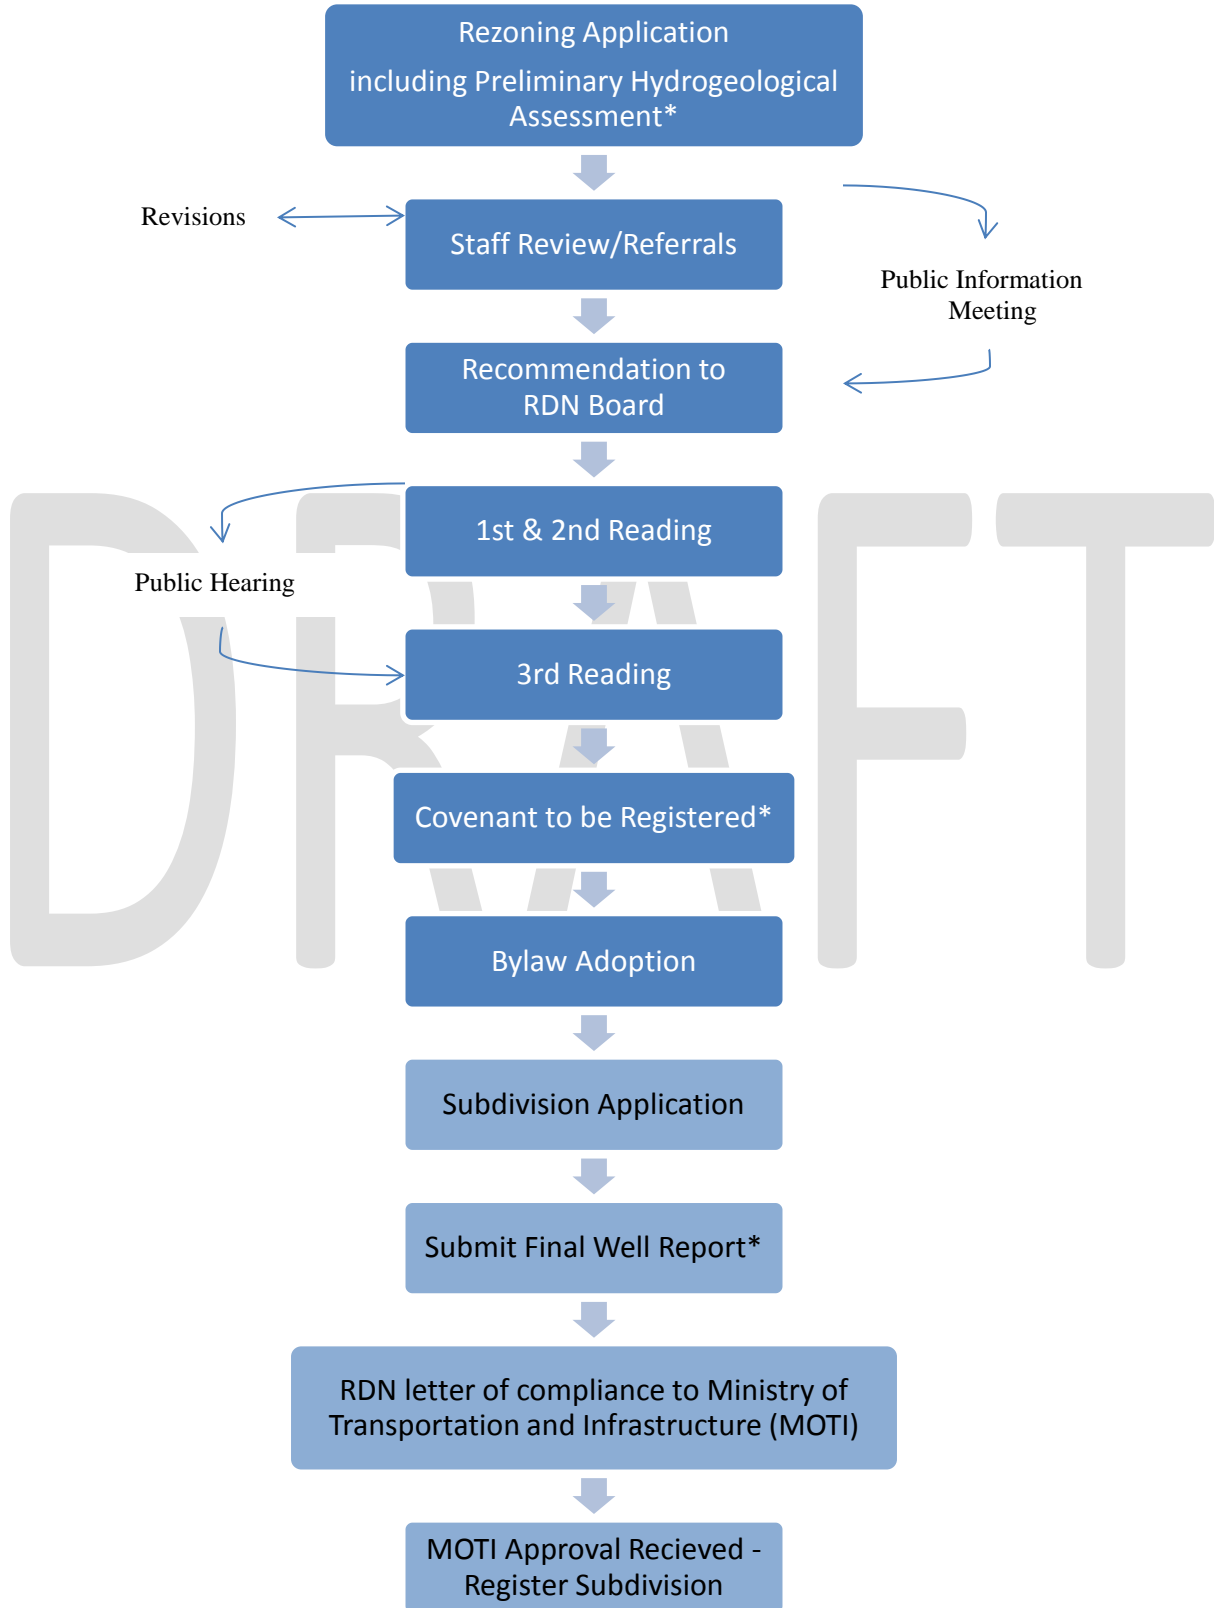 Rezoning Application
including Preliminary Hydrogeological
Assessment*
Revisions
Staff Review/Referrals
Public Information
Meeting
Recommendation to
RDN Board
1st & 2nd Reading
Public Hearing
3rd Reading
Covenant to be Registered*
Bylaw Adoption
Subdivision Application
Submit Final Well Report*
RDN letter of compliance to Ministry of
Transportation and Infrastructure (MOTI)
MOTI Approval Recieved -
Register Subdivision
DRAFT